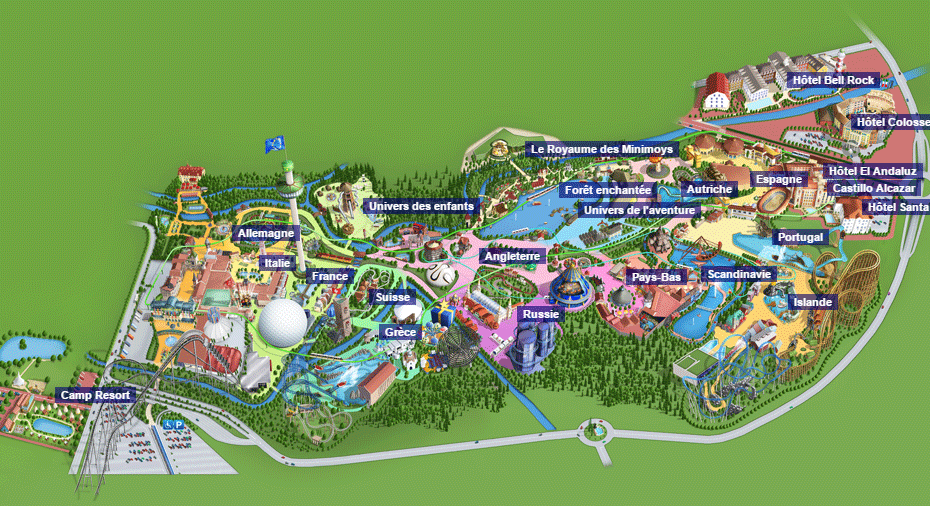 Hôtel Bell Rock
Hôtel Colosse
Le Royaume des Minimoys
Hôtel El Andaluz
Espagne
Castillo Alcazar
Forêt enchantée
Autriche
Univers des enfants
Hôtel Santa
Univers de l'aventure
Allemagne
Portugal
Angleterre
Italie
France
Pays-Bas
Scandinavie
Suisse
Islande
Russie
Grèce
Camp Resort
P